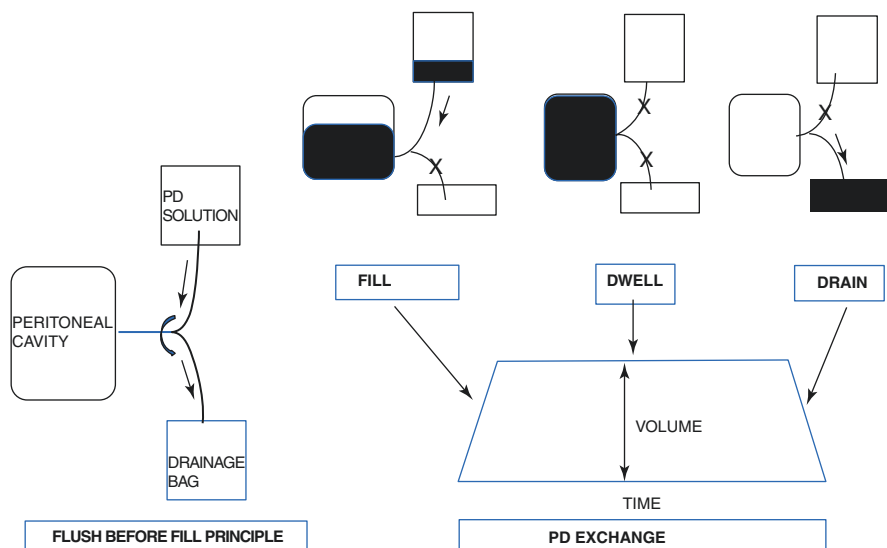 X
X
X
X
PD
SOLUTION
PERITONEAL
CAVITY
DRAINAGE
BAG
FLUSH BEFORE FILL PRINCIPLE
FILL
DWELL
DRAIN
VOLUME
TIME
PD EXCHANGE